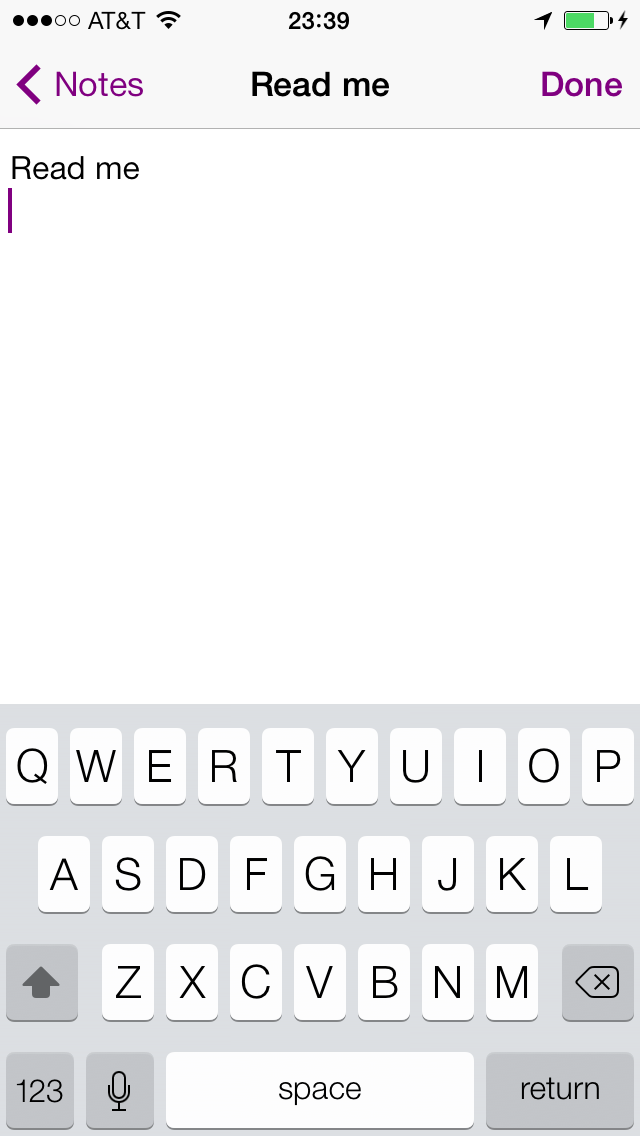 AT&T 23:39
Notes Read me Done
Read me
Q W E R T Y U I O P
A S D F G H J K L
Z X C V B N M
123 space return